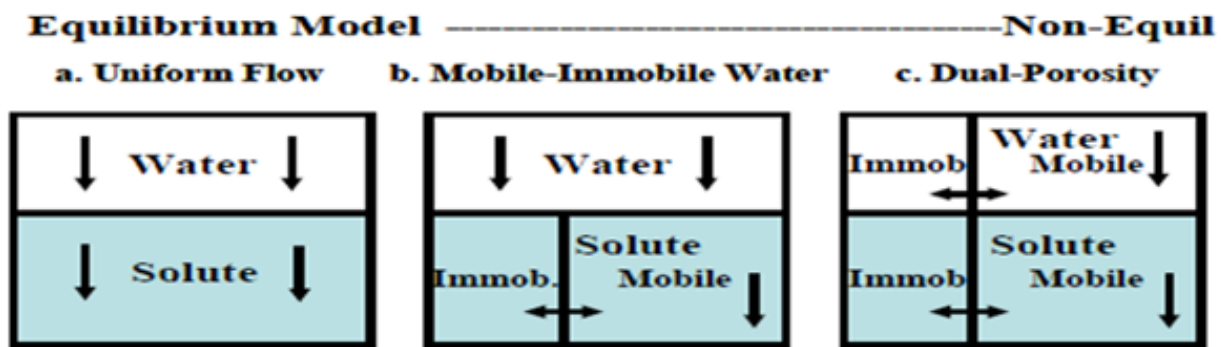 Equilibrium Model ------------------------------------Non-Equil
a. Uniform Flow b. Mobile-Immobile Water c. Dual-Porosity
Water
Solute
Water
Solute
Immob. Mobile
Water
Immob Mobile
Solute
Immob Mobile